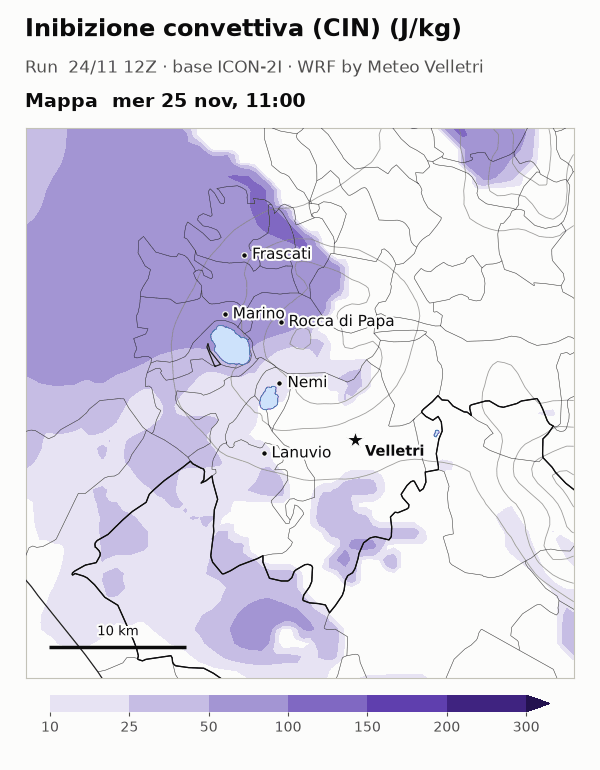 Inibizione convettiva (CIN) (J/kg)
Run  24/11 12Z · base ICON-2I · WRF by Meteo Velletri
Mappa  mer 25 nov, 11:00
Frascati
Marino
Rocca di Papa
Nemi
Velletri
Lanuvio
10 km
10 25 50 100 150 200 300